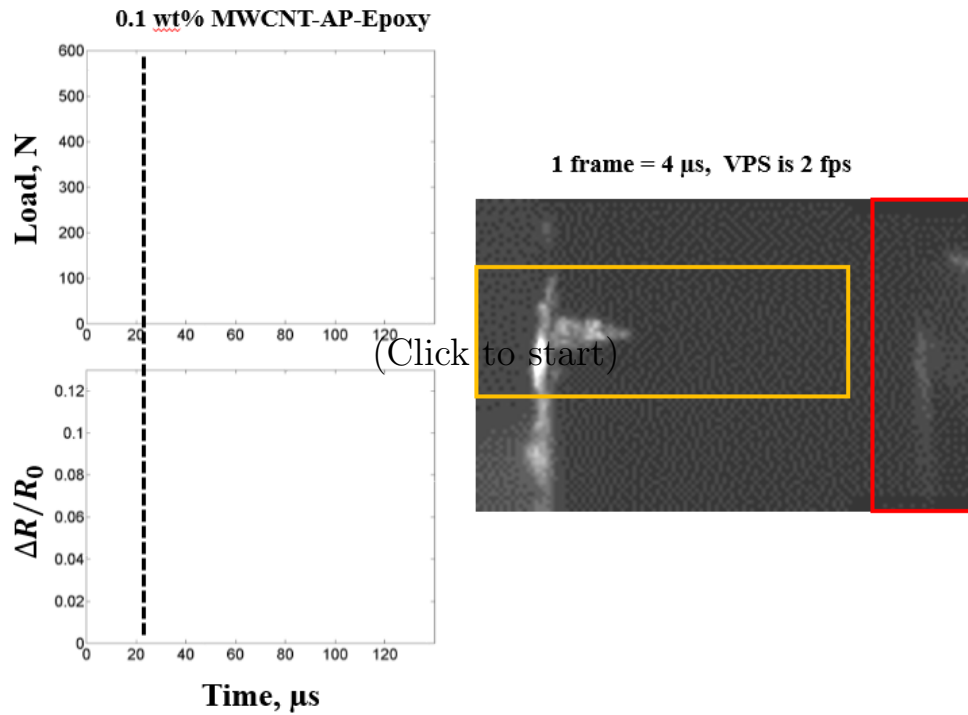 0.1 wt% MWCNT-AP-Epoxy
600
500
400
300
200
100
0
Load, N
0 20 40 60 80 100 120
0.12
0.1
0.08
0.06
0.04
0.02
0
ΔR/R₀
0 20 40 60 80 100 120
Time, μs
1 frame = 4 μs, VPS is 2 fps
(Click to start)